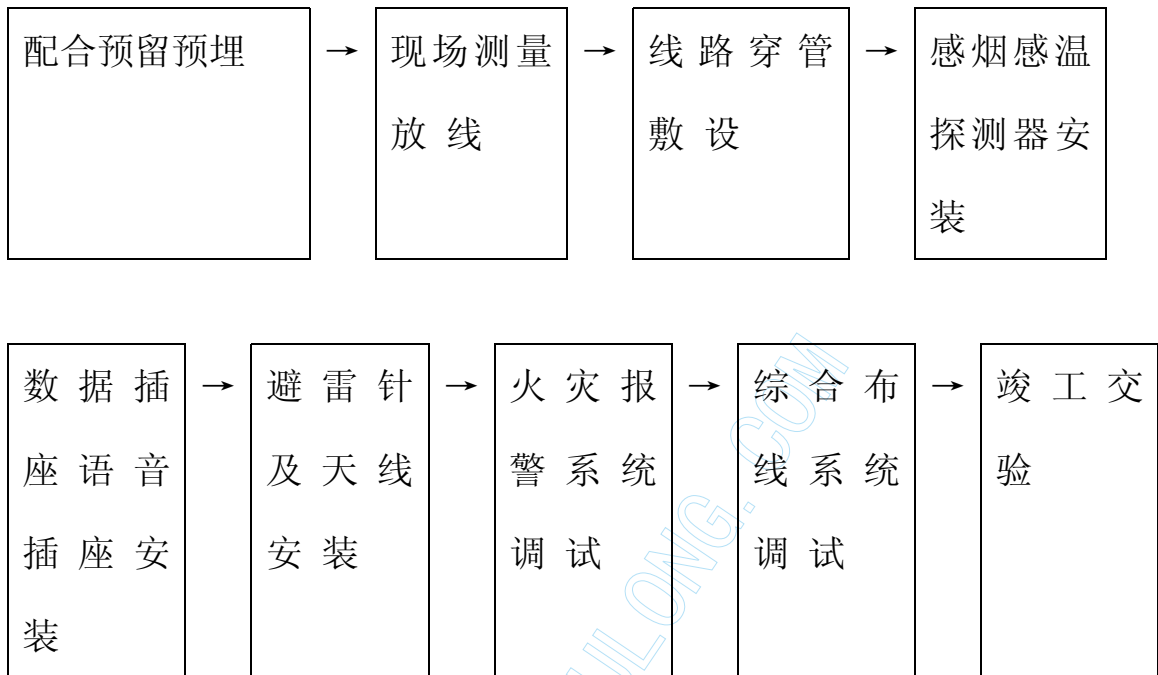 配合预留预埋 → 现场测量 → 线路穿管 → 感烟感温
放线 敷设 探测器安
装
数据插 → 避雷针 → 火灾报 → 综合布 → 竣工交
座语音 及天线 警系统 线系统 验
插座安 安装 调试 调试
装
ULONG.COM